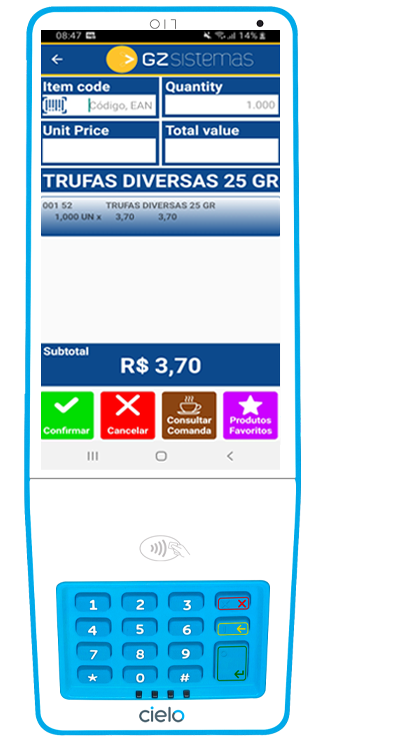 08:47
14%
GZsistemas
Item code
Quantity
Código, EAN
1.000
Unit Price
Total value
TRUFAS DIVERSAS 25 GR
001 52 TRUFAS DIVERSAS 25 GR
1,000 UN x 3,70 3,70
Subtotal
R$ 3,70
Confirmar
Cancelar
Consultar
Comanda
Produtos
Favoritos
1 2 3
4 5 6
7 8 9
* 0 #
cielo